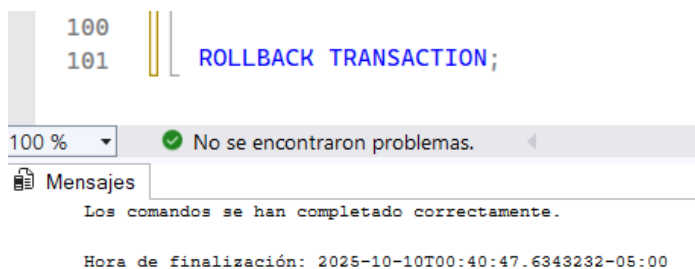 100
101 ROLLBACK TRANSACTION;
100 % No se encontraron problemas.
Mensajes
Los comandos se han completado correctamente.
Hora de finalización: 2025-10-10T00:40:47.6343232-05:00